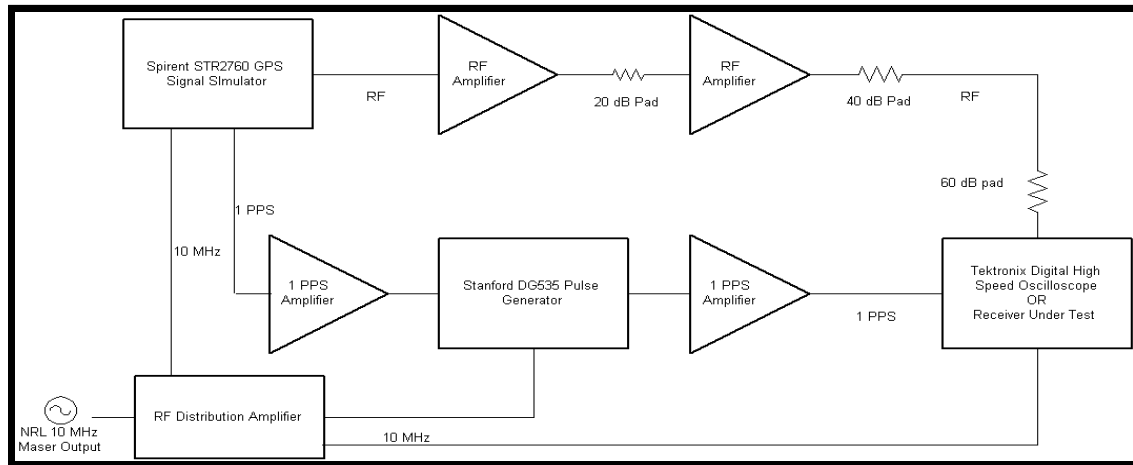 Spirent STR2760 GPS
Signal SImulator
RF
RF
Amplifier
20 dB Pad
RF
Amplifier
40 dB Pad
RF
60 dB pad
1 PPS
10 MHz
1 PPS
Amplifier
Stanford DG535 Pulse
Generator
1 PPS
Amplifier
1 PPS
Tektronix Digital High
Speed Oscilloscope
OR
Receiver Under Test
RF Distribution Amplifier
NRL 10 MHz
Maser Output
10 MHz